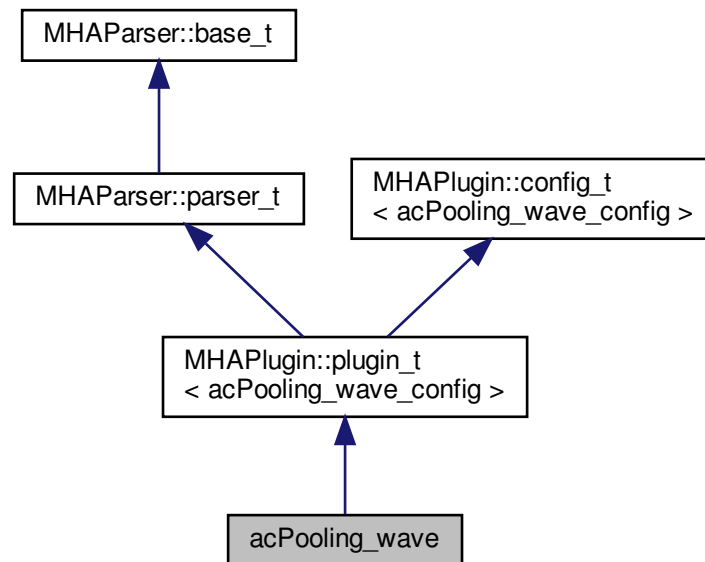 MHAParser::base_t
MHAParser::parser_t
MHAPlugin::config_t
< acPooling_wave_config >
MHAPlugin::plugin_t
< acPooling_wave_config >
acPooling_wave